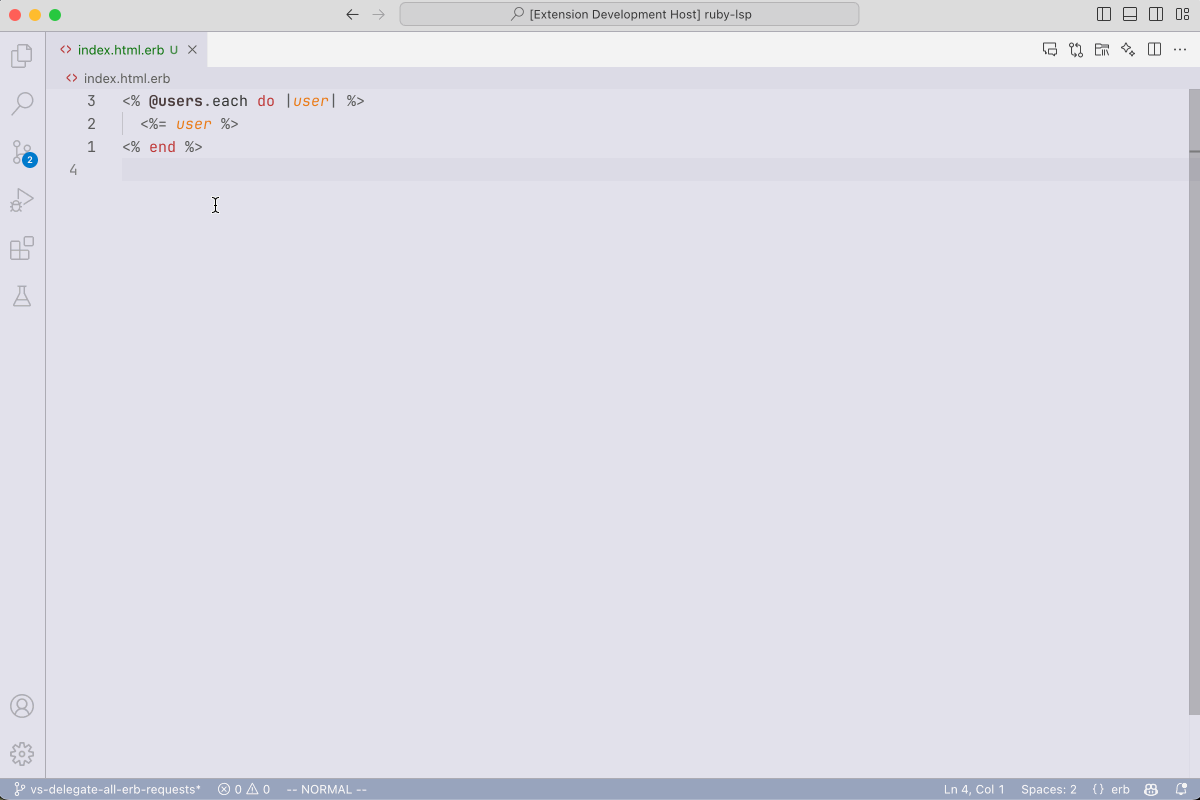 [Extension Development Host] ruby-lsp
index.html.erb U
index.html.erb
3 <% @users.each do |user| %>
2 <%= user %>
1 <% end %>
4
2
vs-delegate-all-erb-requests* 0 0 -- NORMAL -- Ln 4, Col 1 Spaces: 2 {} erb